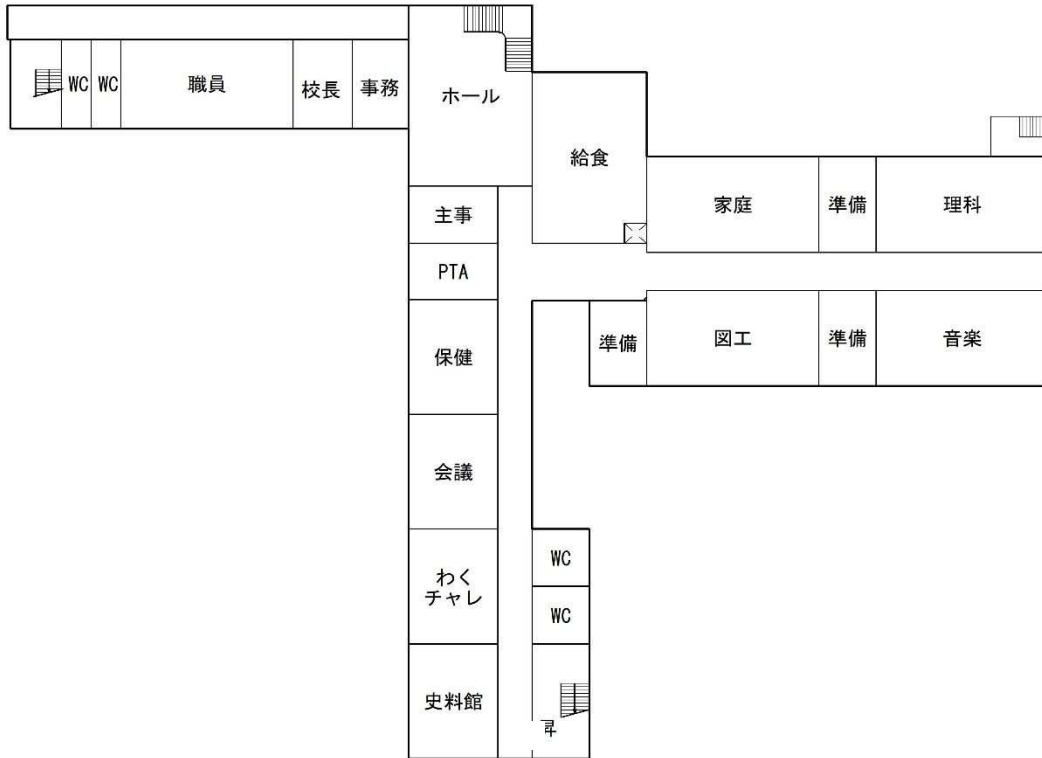 WC
WC
職員
校長
事務
ホール
給食
家庭
準備
理科
主事
PTA
保健
準備
図工
準備
音楽
会議
わく
チャレ
WC
WC
史料館
昇